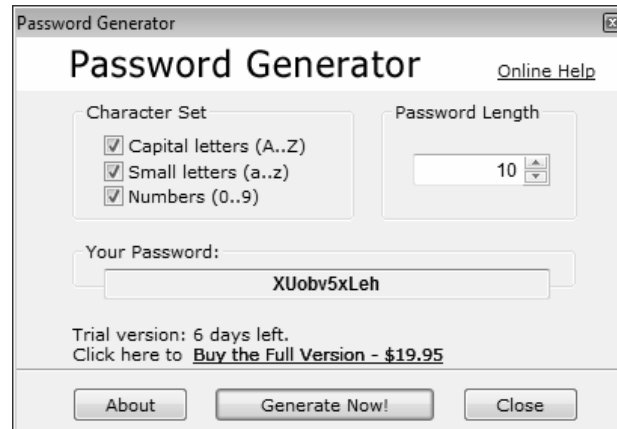 Password Generator
Password Generator
Online Help
Character Set
Capital letters (A..Z)
Small letters (a..z)
Numbers (0..9)
Password Length
10
Your Password:
XUobv5xLeh
Trial version: 6 days left.
Click here to Buy the Full Version - $19.95
About
Generate Now!
Close